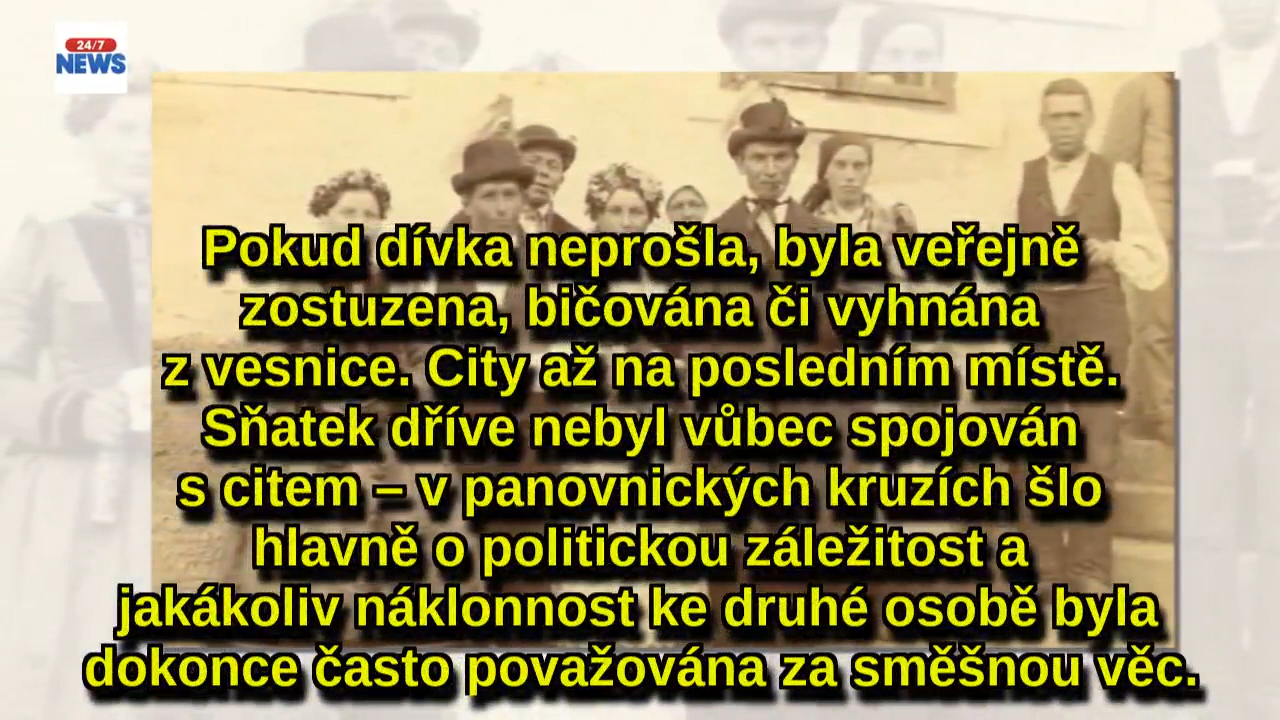 24/7
NEWS
Pokud dívka neprošla, byla veřejně
zostuzena, bičována či vyhnána
z vesnice. City až na posledním místě.
Sňatek dříve nebyl vůbec spojován
s citem – v panovnických kruzích šlo
hlavně o politickou záležitost a
jakákoliv náklonnost ke druhé osobě byla
dokonce často považována za směšnou věc.